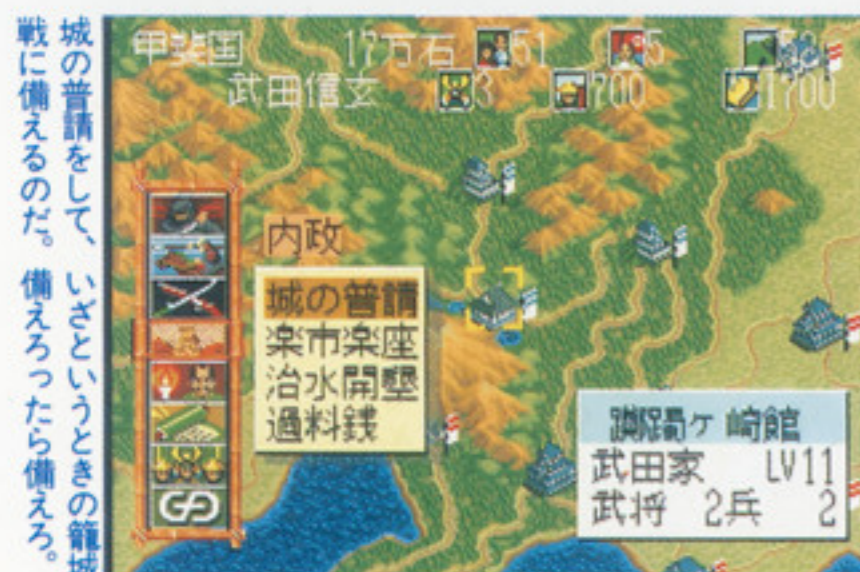 城の普請をして、いざというときの籠城
戦に備えるのだ。備えろったら備えろ。
甲斐国 17万石 51 5
武田信玄 3 700 1700
内政
城の普請
楽市楽座
治水開墾
過料銭
躑躅ヶ崎館
武田家 LV11
武将 2兵 2